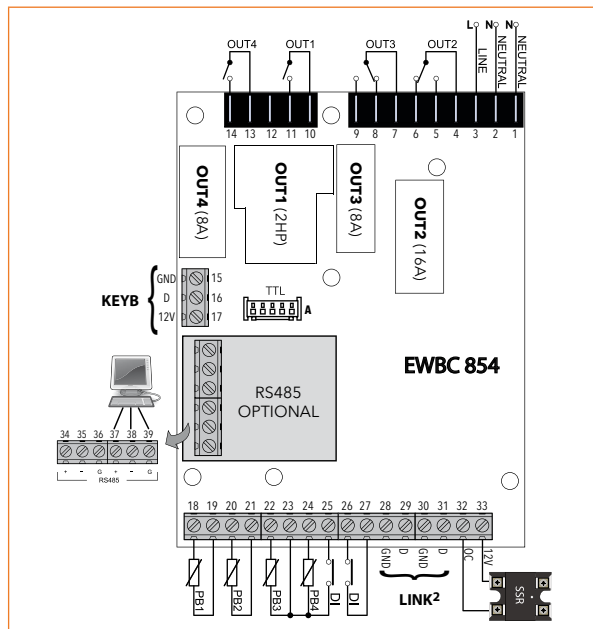 OUT4 OUT1 OUT3 OUT2 L N N
LINE NEUTRAL NEUTRAL
14 13 12 11 10 9 8 7 6 5 4 3 2 1
OUT4 (8A)
OUT1 (2HP)
OUT3 (8A)
OUT2 (16A)
GND 15
KEYB D 16
12V 17
TTL
A
EWBC 854
RS485
OPTIONAL
34 35 36 37 38 39
+ - G + - G
RS485
18 19 20 21 22 23 24 25 26 27 28 29 30 31 32 33
PB1 PB2 PB3 PB4 DI DI GND D GND D OC 12V
LINK²
SSR